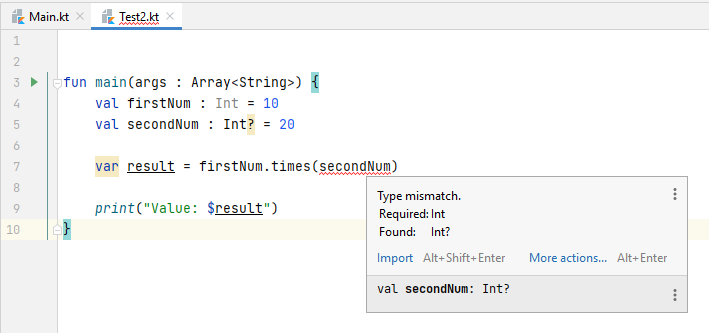 Main.kt Test2.kt
1
2
3 fun main(args : Array<String>) {
4 val firstNum : Int = 10
5 val secondNum : Int? = 20
6
7 var result = firstNum.times(secondNum)
8
9 print("Value: $result")
10 }
Type mismatch.
Required: Int
Found: Int?
Import Alt+Shift+Enter More actions... Alt+Enter
val secondNum: Int?